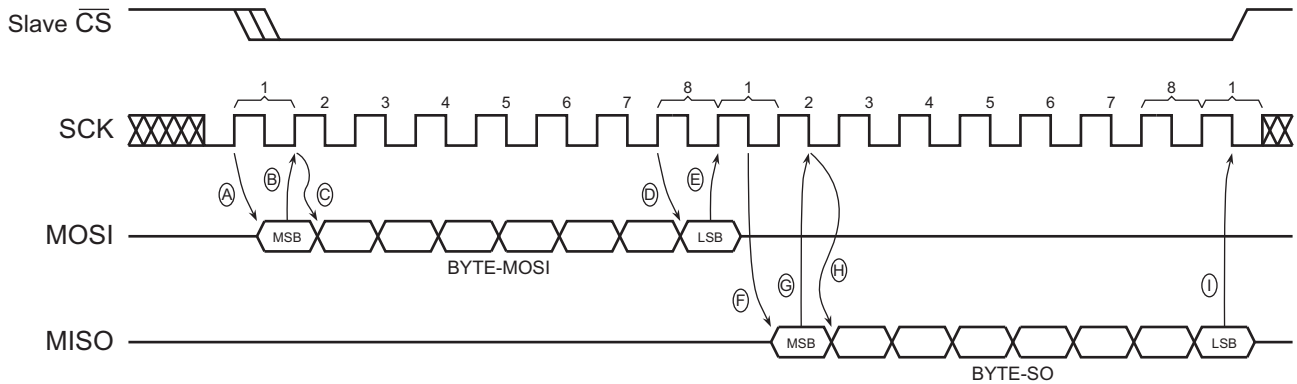 Slave CS
1 2 3 4 5 6 7 8 1 2 3 4 5 6 7 8 1
SCK
A B C D E
MOSI MSB LSB
BYTE-MOSI
F G H I
MISO MSB LSB
BYTE-SO